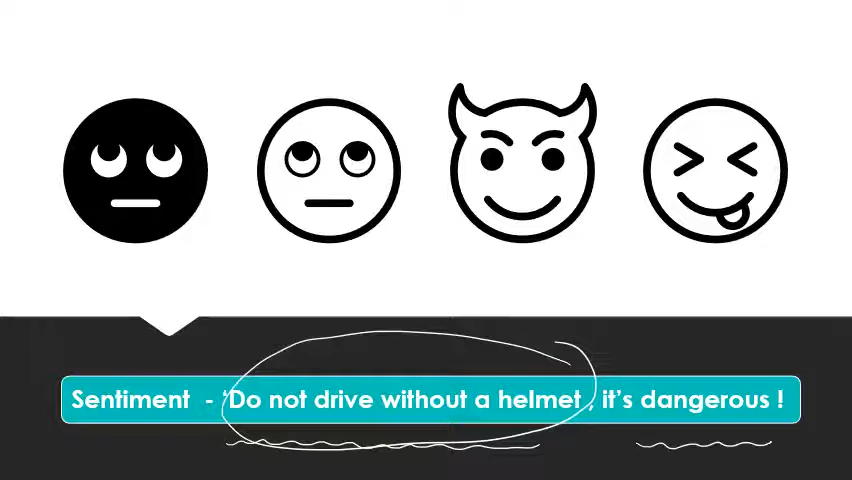 Sentiment - ‘Do not drive without a helmet , it’s dangerous !